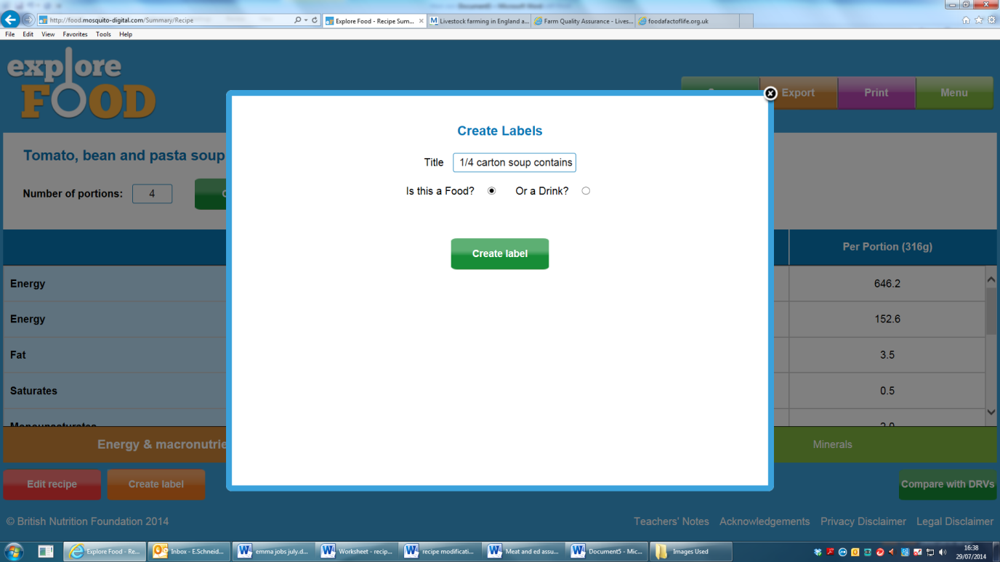 http://food.mosquito-digital.com/Summary/Recipe
Explore Food - Recipe Sum...
Livestock farming in England a...
Farm Quality Assurance - Lives...
foodafactoflife.org.uk
File Edit View Favorites Tools Help
explore
FOOD
Export
Print
Menu
Create Labels
Title 1/4 carton soup contains
Is this a Food? Or a Drink?
Create label
Tomato, bean and pasta soup
Number of portions: 4
Per Portion (316g)
Energy 646.2
Energy 152.6
Fat 3.5
Saturates 0.5
Energy & macronutrie
Minerals
Edit recipe
Create label
Compare with DRVs
© British Nutrition Foundation 2014
Teachers' Notes Acknowledgements Privacy Disclaimer Legal Disclaimer
Explore Food - Re...
Inbox - E.Schneid...
emma jobs july.d...
Worksheet - recip...
recipe modificati...
Meat and ed assu...
Document5 - Mic...
Images Used
16:38
29/07/2014